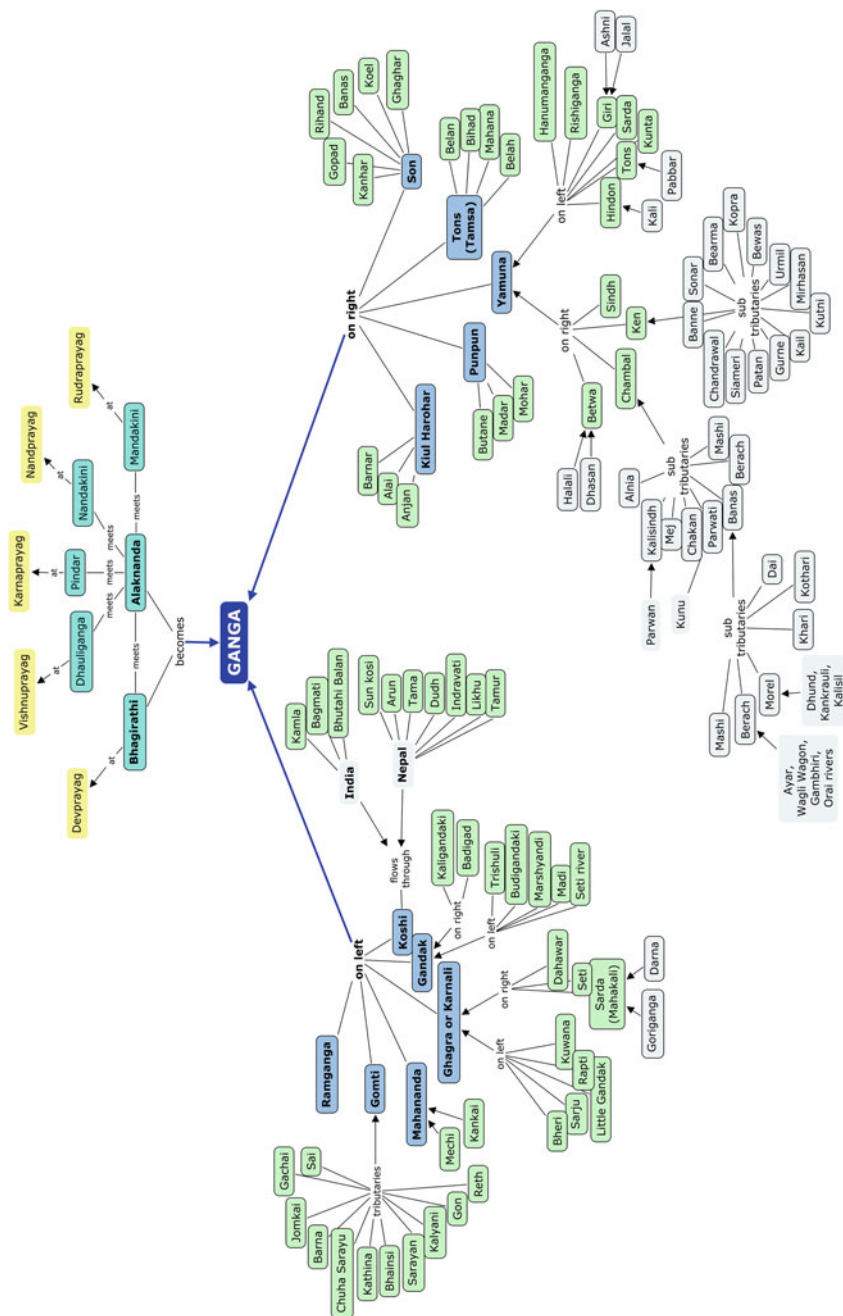 Devprayag
Vishnuprayag
Karnaprayag
Nandprayag
Rudraprayag
at
at
at
at
at
Bhagirathi
meets
Dhauliganga
meets
Pindar
meets
Nandakini
meets
Mandakini
meets
Alaknanda
becomes
GANGA
on left
Ramganga
Gomti
tributaries
Gachai
Sai
Jomkai
Barna
Chuha Sarayu
Kathina
Bhainsi
Sarayan
Kalyani
Gon
Reth
Mahananda
Mechi
Kankai
Ghagra or Karnali
on left
Bheri
Sarju
Little Gandak
Rapti
Kuwana
on right
Dahawar
Seti
Sarda
(Mahakali)
Goriganga
Darna
Gandak
on right
Kaligandaki
Badigad
on left
Trishuli
Budigandaki
Marshyandi
Madi
Seti river
Koshi
flows
through
India
Kamla
Bagmati
Bhutahi Balan
Nepal
Sun kosi
Arun
Tama
Dudh
Indravati
Likhu
Tamur
on right
Kiul Harohar
Barnar
Alai
Anjan
Punpun
Butane
Madar
Mohar
Yamuna
on right
Betwa
Halali
Dhasan
Chambal
sub
tributaries
Alnia
Kalisindh
Parwan
Mej
Chakan
Parwati
Kunu
Banas
Berach
Mashi
sub
tributaries
Mashi
Berach
Ayar,
Wagli Wagon,
Gambhiri,
Orai rivers
Morel
Dhund,
Kankrauli,
Kalisil
Khari
Kothari
Dai
Ken
sub
tributaries
Banne
Chandrawal
Siameri
Patan
Gurne
Kail
Kutni
Mirhasan
Urmil
Bewas
Kopra
Bearma
Sonar
Sindh
on left
Hanumanganga
Rishiganga
Giri
Ashni
Jalal
Sarda
Kunta
Tons
Pabbar
Hindon
Kali
Tons
(Tamsa)
Belan
Bihad
Mahana
Belah
Son
Gopad
Rihand
Kanhar
Banas
Koel
Ghaghar